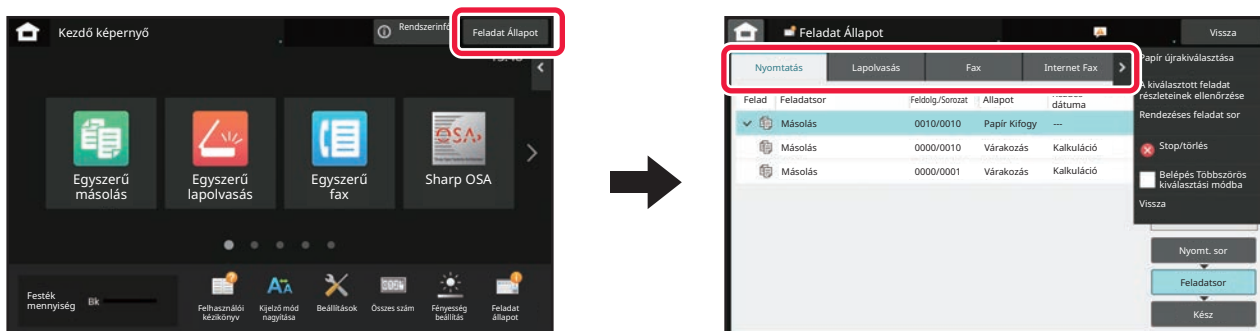 Kezdő képernyő
Rendszerinfó
Feladat Állapot
Egyszerű
másolás
Egyszerű
lapolvasás
Egyszerű
fax
OSA
Sharp OSA
Festék
mennyiség
Bk
Felhasználói
kézikönyv
Kijelző mód
nagyítása
Beállítások
Összes szám
Fényesség
beállítás
Feladat
állapot
Feladat Állapot
Vissza
Nyomtatás
Lapolvasás
Fax
Internet Fax
Papír újrakiválasztása
A kiválasztott feladat
részleteinek ellenőrzése
Rendezéses feladat sor
Stop/törlés
Belépés Többszörös
kiválasztási módba
Vissza
Felad Feladatsor Feldolg./Sorozat Állapot
dátuma
Másolás 0010/0010 Papír Kifogy ---
Másolás 0000/0010 Várakozás Kalkuláció
Másolás 0000/0001 Várakozás Kalkuláció
Nyomt. sor
Feladatsor
Kész